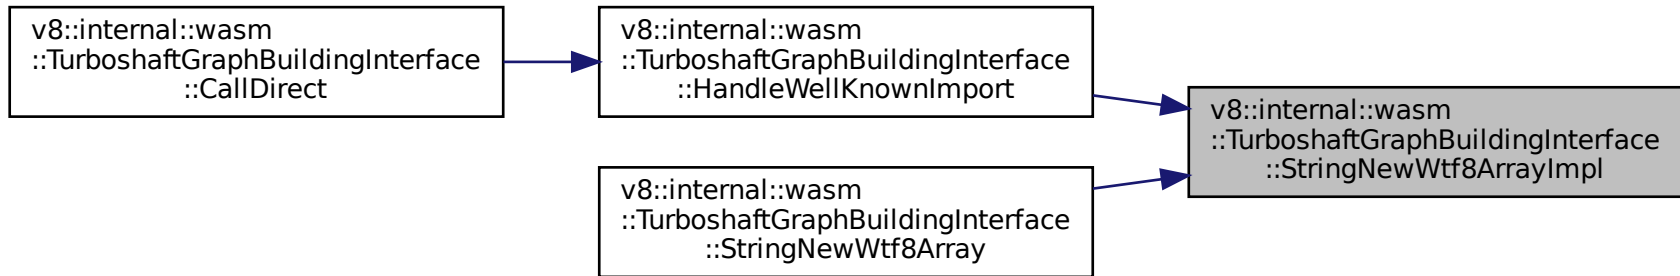 v8::internal::wasm
::TurboshaftGraphBuildingInterface
::CallDirect
v8::internal::wasm
::TurboshaftGraphBuildingInterface
::HandleWellKnownImport
v8::internal::wasm
::TurboshaftGraphBuildingInterface
::StringNewWtf8Array
v8::internal::wasm
::TurboshaftGraphBuildingInterface
::StringNewWtf8ArrayImpl